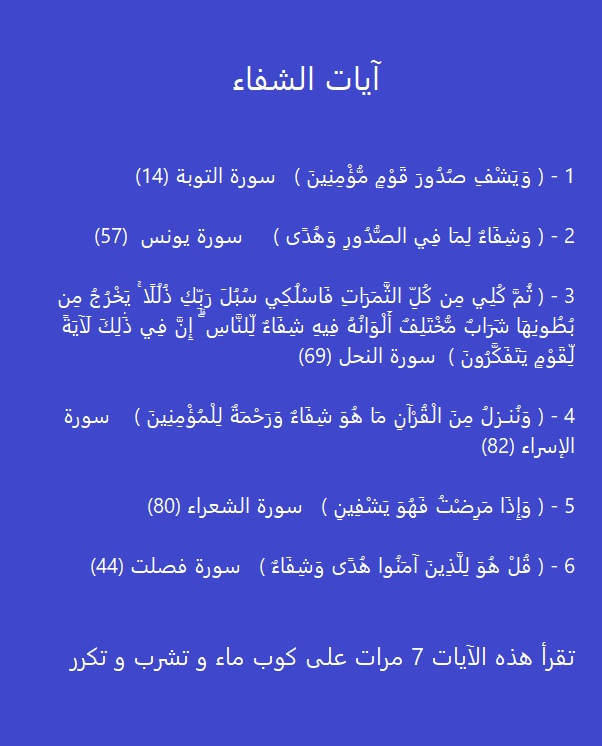 آيات الشفاء
1 - ( وَيَشْفِ صُدُورَ قَوْمٍ مُّؤْمِنِينَ ) سورة التوبة (14)
2 - ( وَشِفَاءٌ لِمَا فِي الصُّدُورِ وَهُدًى ) سورة يونس (57)
3 - ( ثُمَّ كُلِي مِن كُلِّ الثَّمَرَاتِ فَاسْلُكِي سُبُلَ رَبِّكِ ذُلُلًا ۚ يَخْرُجُ مِن
بُطُونِهَا شَرَابٌ مُّخْتَلِفٌ أَلْوَانُهُ فِيهِ شِفَاءٌ لِّلنَّاسِ ۗ إِنَّ فِي ذَٰلِكَ لَآيَةً
لِّقَوْمٍ يَتَفَكَّرُونَ ) سورة النحل (69)
4 - ( وَنُنـزلُ مِنَ الْقُرْآنِ مَا هُوَ شِفَاءٌ وَرَحْمَةٌ لِلْمُؤْمِنِينَ ) سورة
الإسراء (82)
5 - ( وَإِذَا مَرِضْتُ فَهُوَ يَشْفِينِ ) سورة الشعراء (80)
6 - ( قُلْ هُوَ لِلَّذِينَ آمَنُوا هُدًى وَشِفَاءٌ ) سورة فصلت (44)
تقرأ هذه الآيات 7 مرات على كوب ماء و تشرب و تكرر